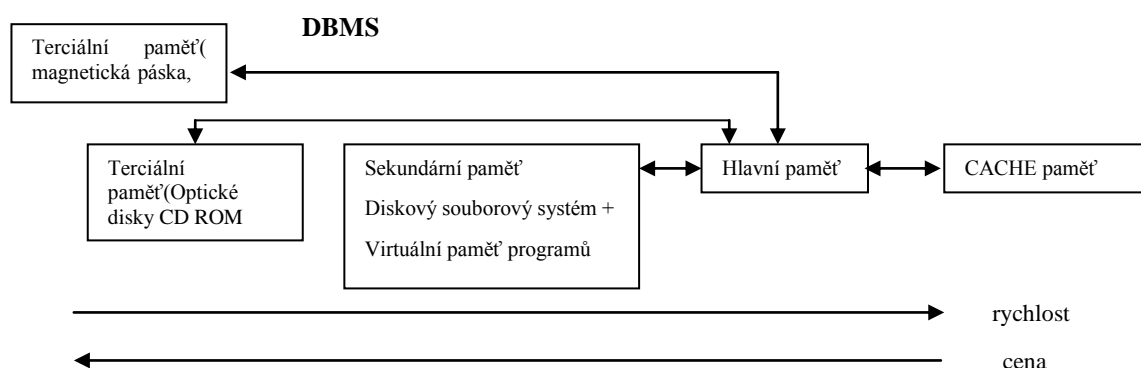 DBMS
Terciální paměť(
magnetická páska,
Terciální
paměť(Optické
disky CD ROM
Sekundární paměť
Diskový souborový systém +
Virtuální paměť programů
Hlavní paměť
CACHE paměť
rychlost
cena